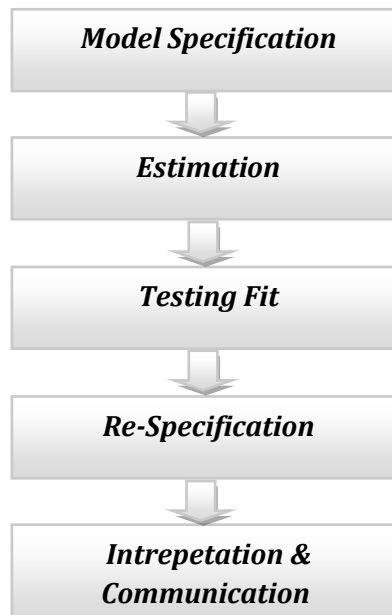 Model Specification
Estimation
Testing Fit
Re-Specification
Intrepetation &
Communication